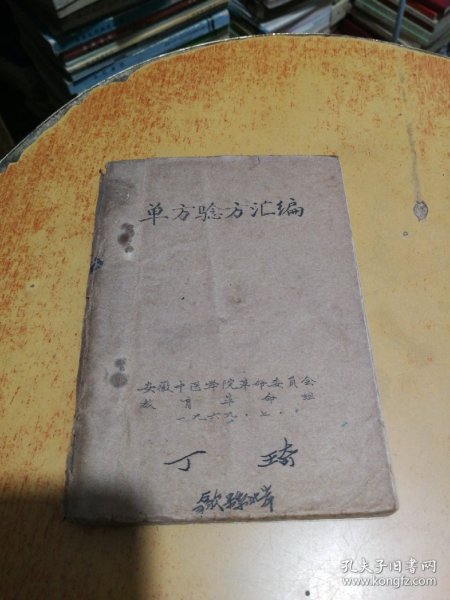 单方验方汇编
安徽中医学院革命委员会
教育革命组
一九六九·七·
丁 琦
孔夫子旧书网
www.kongfz.com